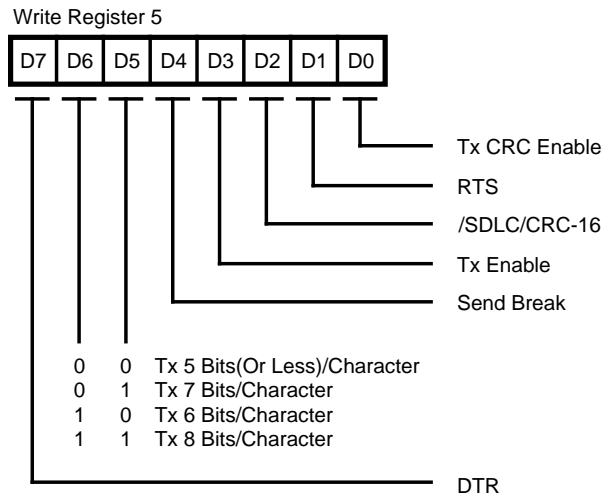 Write Register 5
D7 D6 D5 D4 D3 D2 D1 D0
Tx CRC Enable
RTS
/SDLC/CRC-16
Tx Enable
Send Break
0 0 Tx 5 Bits(Or Less)/Character
0 1 Tx 7 Bits/Character
1 0 Tx 6 Bits/Character
1 1 Tx 8 Bits/Character
DTR